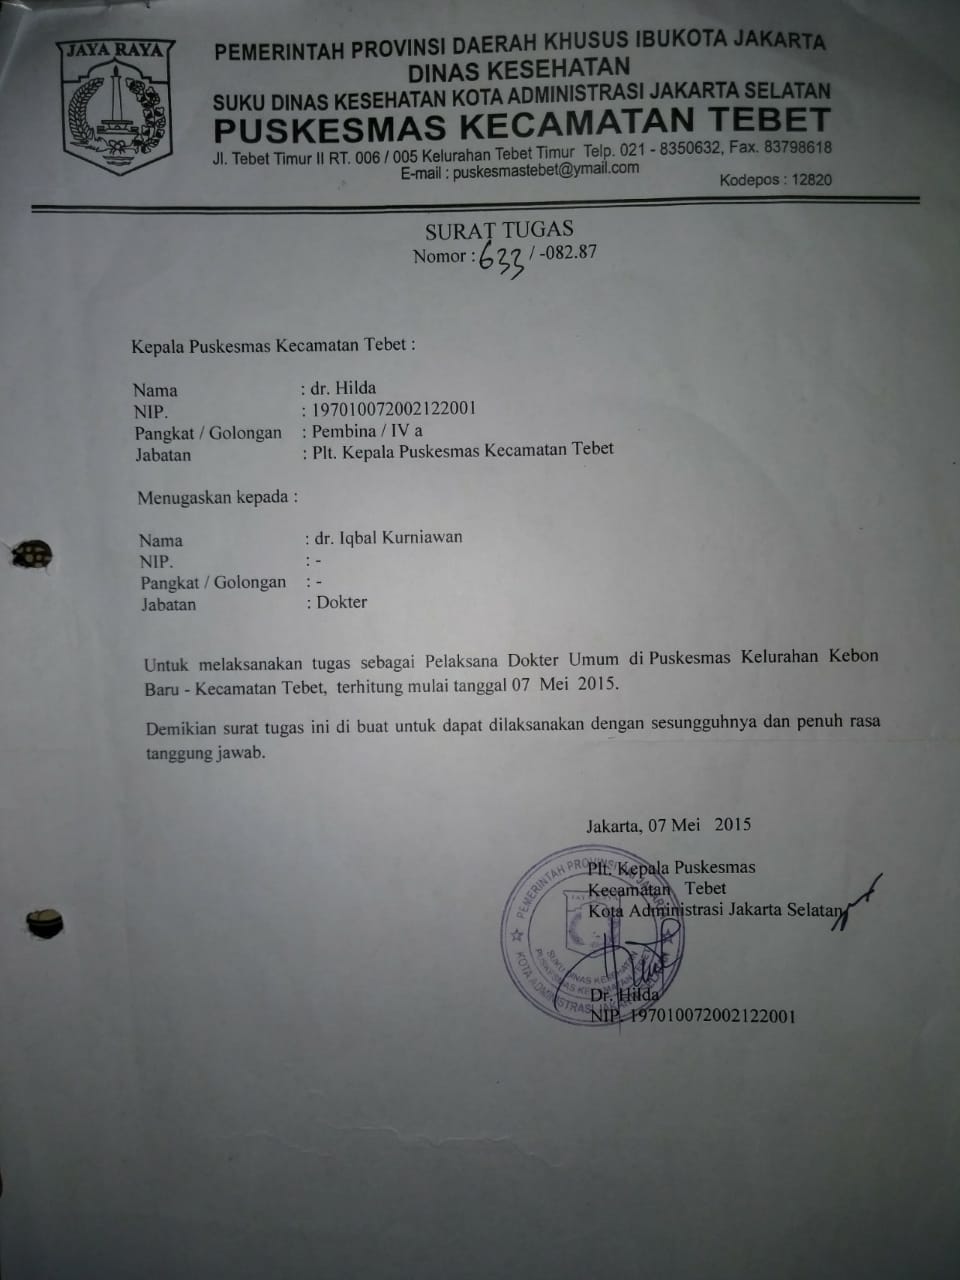 JAYA RAYA
PEMERINTAH PROVINSI DAERAH KHUSUS IBUKOTA JAKARTA
DINAS KESEHATAN
SUKU DINAS KESEHATAN KOTA ADMINISTRASI JAKARTA SELATAN
PUSKESMAS KECAMATAN TEBET
Jl. Tebet Timur II RT. 006 / 005 Kelurahan Tebet Timur Telp. 021 - 8350632, Fax. 83798618
E-mail : puskesmastebet@ymail.com
Kodepos : 12820
SURAT TUGAS
Nomor : 633 / -082.87
Kepala Puskesmas Kecamatan Tebet :
Nama : dr. Hilda
NIP. : 197010072002122001
Pangkat / Golongan : Pembina / IV a
Jabatan : Plt. Kepala Puskesmas Kecamatan Tebet
Menugaskan kepada :
Nama : dr. Iqbal Kurniawan
NIP. : -
Pangkat / Golongan : -
Jabatan : Dokter
Untuk melaksanakan tugas sebagai Pelaksana Dokter Umum di Puskesmas Kelurahan Kebon
Baru - Kecamatan Tebet, terhitung mulai tanggal 07 Mei 2015.
Demikian surat tugas ini di buat untuk dapat dilaksanakan dengan sesungguhnya dan penuh rasa
tanggung jawab.
Jakarta, 07 Mei 2015
Plt. Kepala Puskesmas
Kecamatan Tebet
Kota Administrasi Jakarta Selatan
Dr. Hilda
NIP. 197010072002122001
PEMERINTAH PROVINSI
SUKU DINAS KESEHATAN
PUSKESMAS KECAMATAN TEBET
KOTA ADMINISTRASI JAKARTA